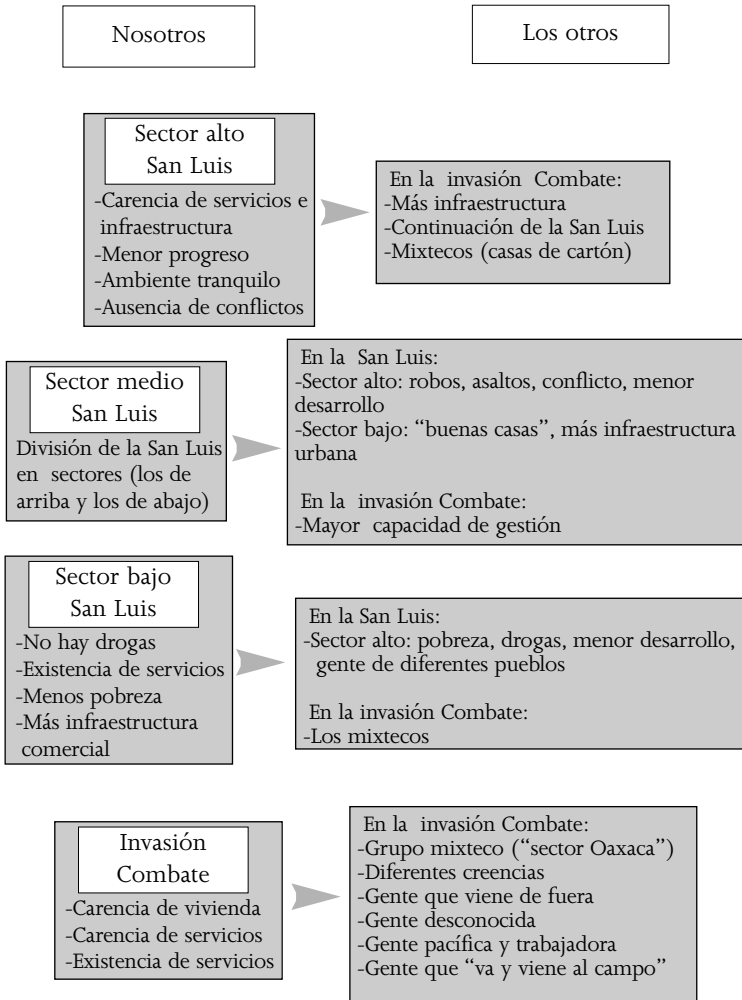 Nosotros
Los otros
Sector alto
San Luis
-Carencia de servicios e
infraestructura
-Menor progreso
-Ambiente tranquilo
-Ausencia de conflictos
En la invasión Combate:
-Más infraestructura
-Continuación de la San Luis
-Mixtecos (casas de cartón)
Sector medio
San Luis
División de la San Luis
en sectores (los de
arriba y los de abajo)
En la San Luis:
-Sector alto: robos, asaltos, conflicto, menor
desarrollo
-Sector bajo: “buenas casas”, más infraestructura
urbana
En la invasión Combate:
-Mayor capacidad de gestión
Sector bajo
San Luis
-No hay drogas
-Existencia de servicios
-Menos pobreza
-Más infraestructura
comercial
En la San Luis:
-Sector alto: pobreza, drogas, menor desarrollo,
gente de diferentes pueblos
En la invasión Combate:
-Los mixtecos
Invasión
Combate
-Carencia de vivienda
-Carencia de servicios
-Existencia de servicios
En la invasión Combate:
-Grupo mixteco (“sector Oaxaca”)
-Diferentes creencias
-Gente que viene de fuera
-Gente desconocida
-Gente pacífica y trabajadora
-Gente que “va y viene al campo”